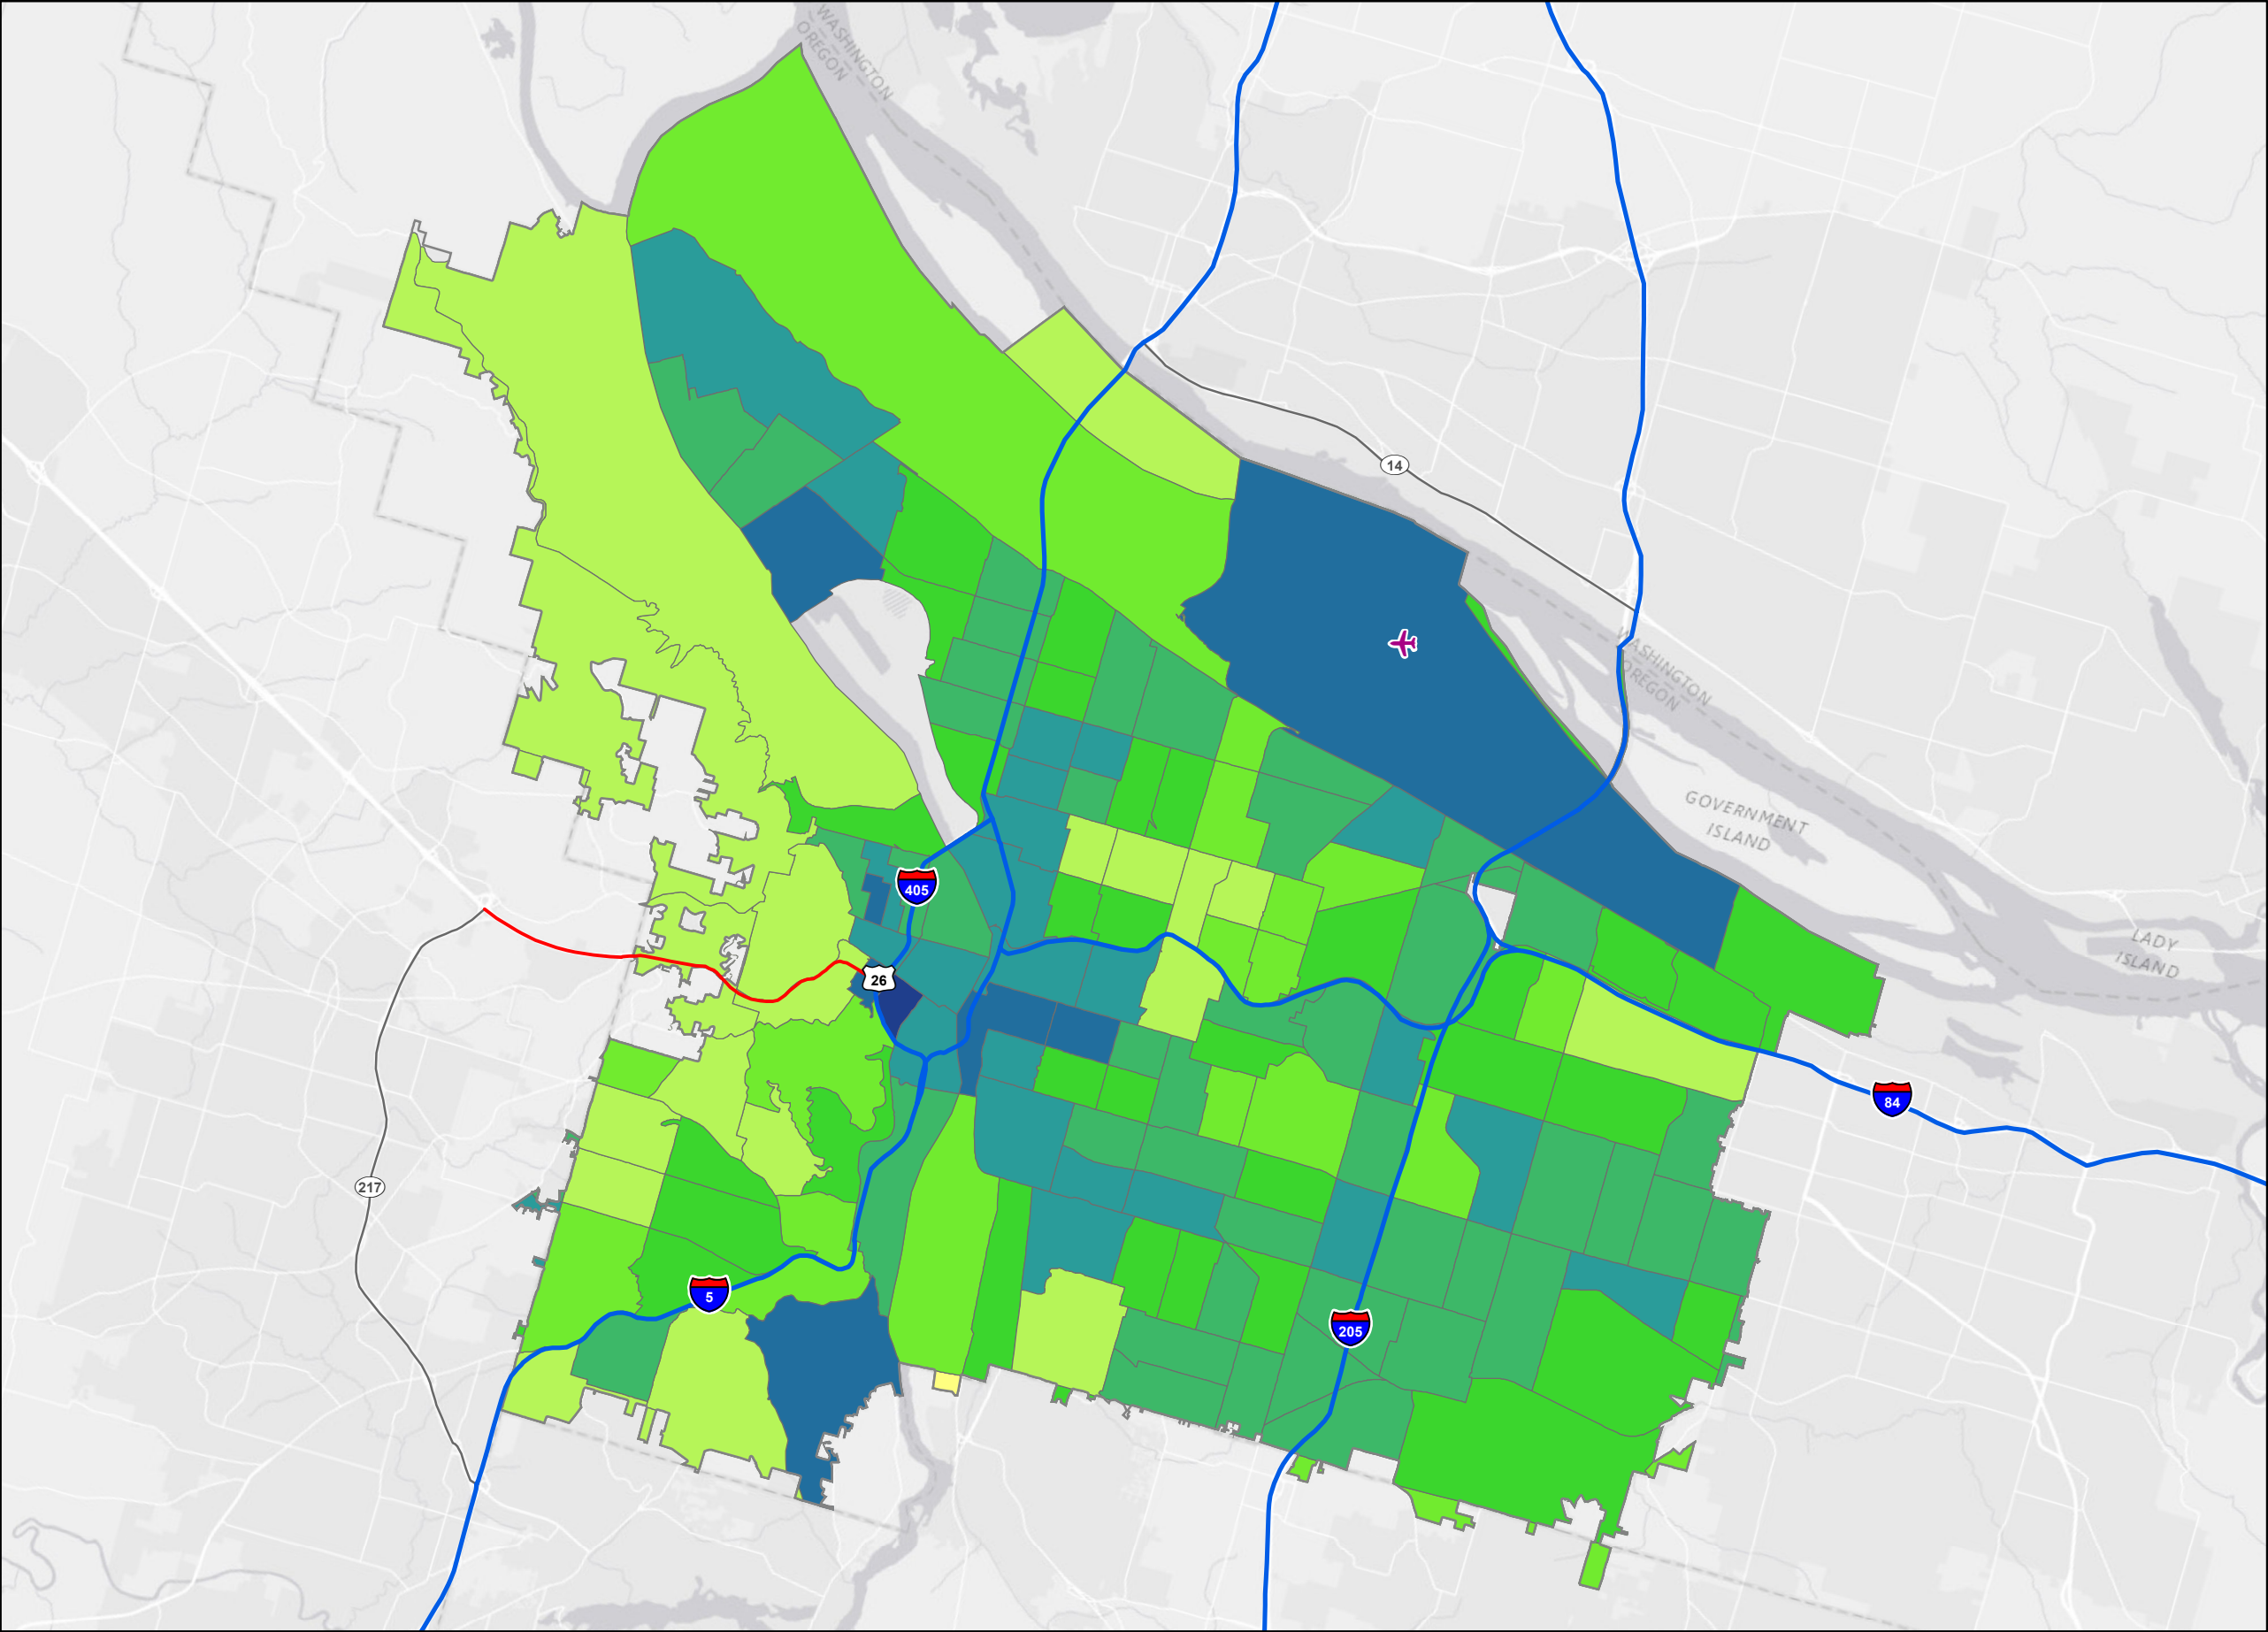 WASHINGTON
OREGON
14
WASHINGTON
OREGON
GOVERNMENT
ISLAND
405
LADY
ISLAND
26
84
217
5
205